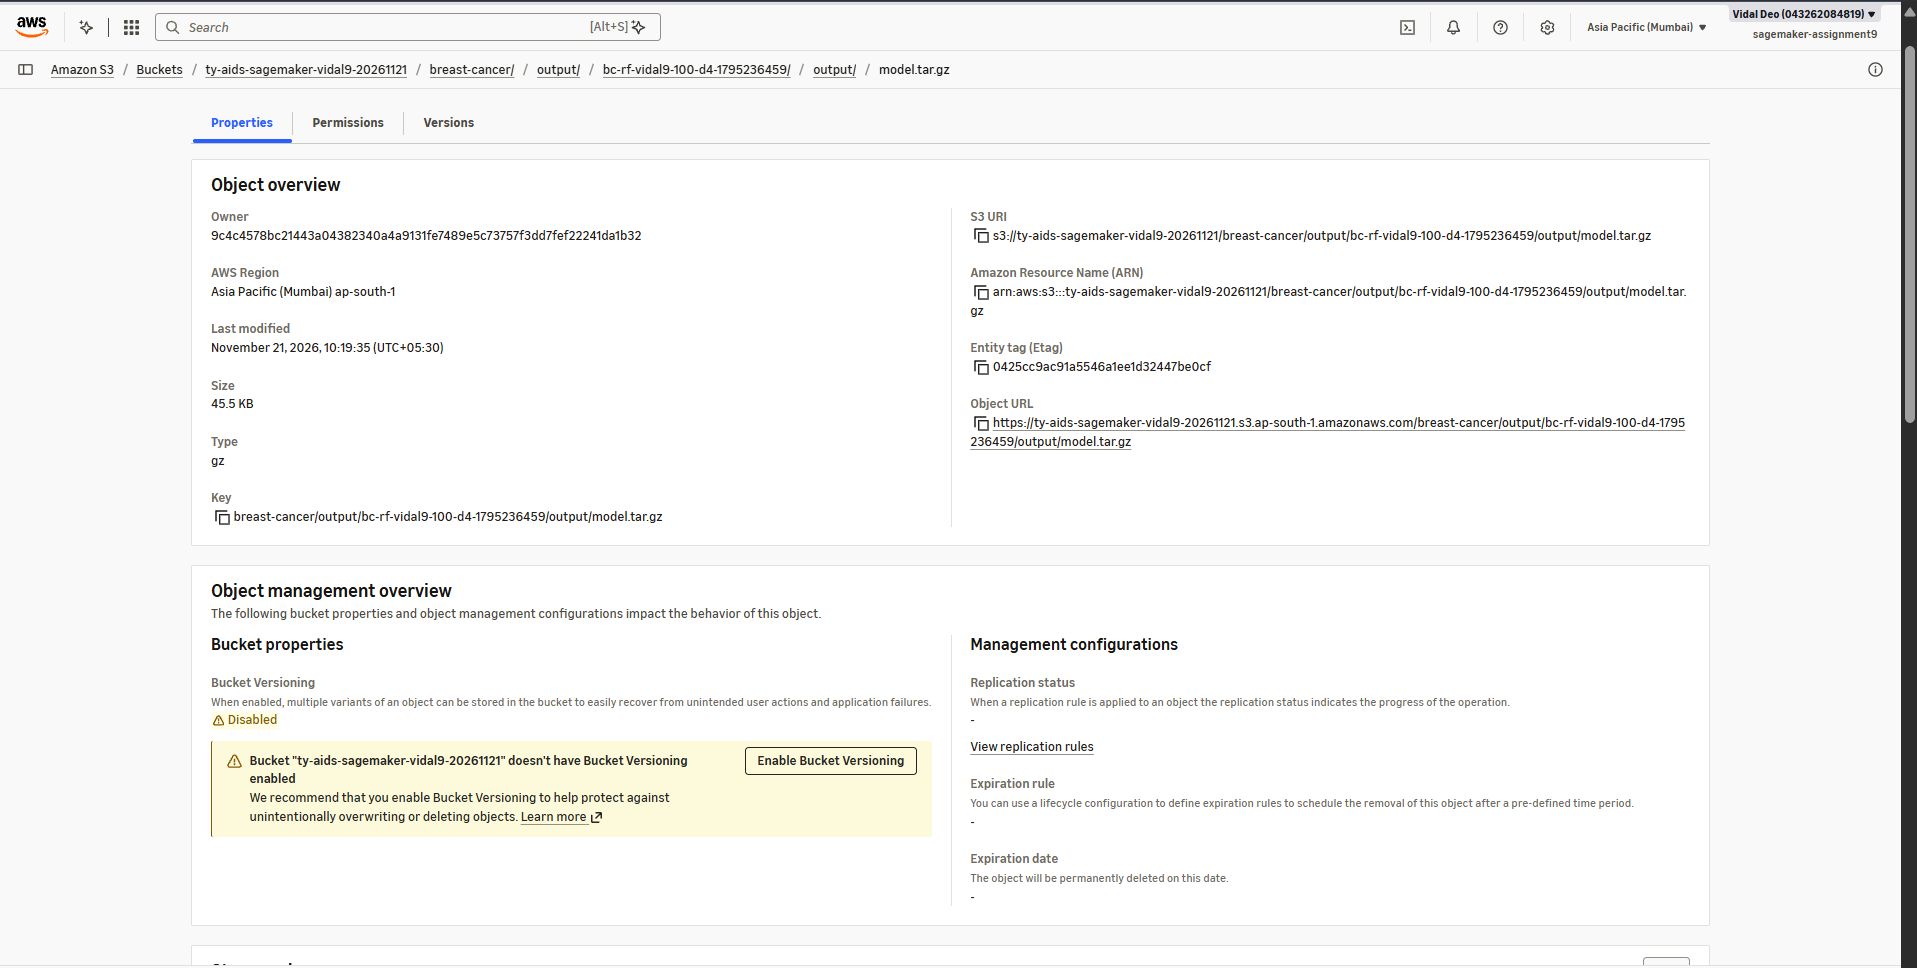 aws
Search [Alt+S]
Asia Pacific (Mumbai)
Vidal Deo (043262084819)
sagemaker-assignment9
Amazon S3 / Buckets / ty-aids-sagemaker-vidal9-20261121 / breast-cancer/ / output/ / bc-rf-vidal9-100-d4-1795236459/ / output/ / model.tar.gz
Properties
Permissions
Versions
Object overview
Owner
9c4c4578bc21443a04382340a4a9131fe7489e5c73757f3dd7fef22241da1b32
AWS Region
Asia Pacific (Mumbai) ap-south-1
Last modified
November 21, 2026, 10:19:35 (UTC+05:30)
Size
45.5 KB
Type
gz
Key
breast-cancer/output/bc-rf-vidal9-100-d4-1795236459/output/model.tar.gz
S3 URI
s3://ty-aids-sagemaker-vidal9-20261121/breast-cancer/output/bc-rf-vidal9-100-d4-1795236459/output/model.tar.gz
Amazon Resource Name (ARN)
arn:aws:s3:::ty-aids-sagemaker-vidal9-20261121/breast-cancer/output/bc-rf-vidal9-100-d4-1795236459/output/model.tar.
gz
Entity tag (Etag)
0425cc9ac91a5546a1ee1d32447be0cf
Object URL
https://ty-aids-sagemaker-vidal9-20261121.s3.ap-south-1.amazonaws.com/breast-cancer/output/bc-rf-vidal9-100-d4-1795
236459/output/model.tar.gz
Object management overview
The following bucket properties and object management configurations impact the behavior of this object.
Bucket properties
Bucket Versioning
When enabled, multiple variants of an object can be stored in the bucket to easily recover from unintended user actions and application failures.
Disabled
Bucket "ty-aids-sagemaker-vidal9-20261121" doesn't have Bucket Versioning
enabled
We recommend that you enable Bucket Versioning to help protect against
unintentionally overwriting or deleting objects. Learn more
Enable Bucket Versioning
Management configurations
Replication status
When a replication rule is applied to an object the replication status indicates the progress of the operation.
-
View replication rules
Expiration rule
You can use a lifecycle configuration to define expiration rules to schedule the removal of this object after a pre-defined time period.
-
Expiration date
The object will be permanently deleted on this date.
-